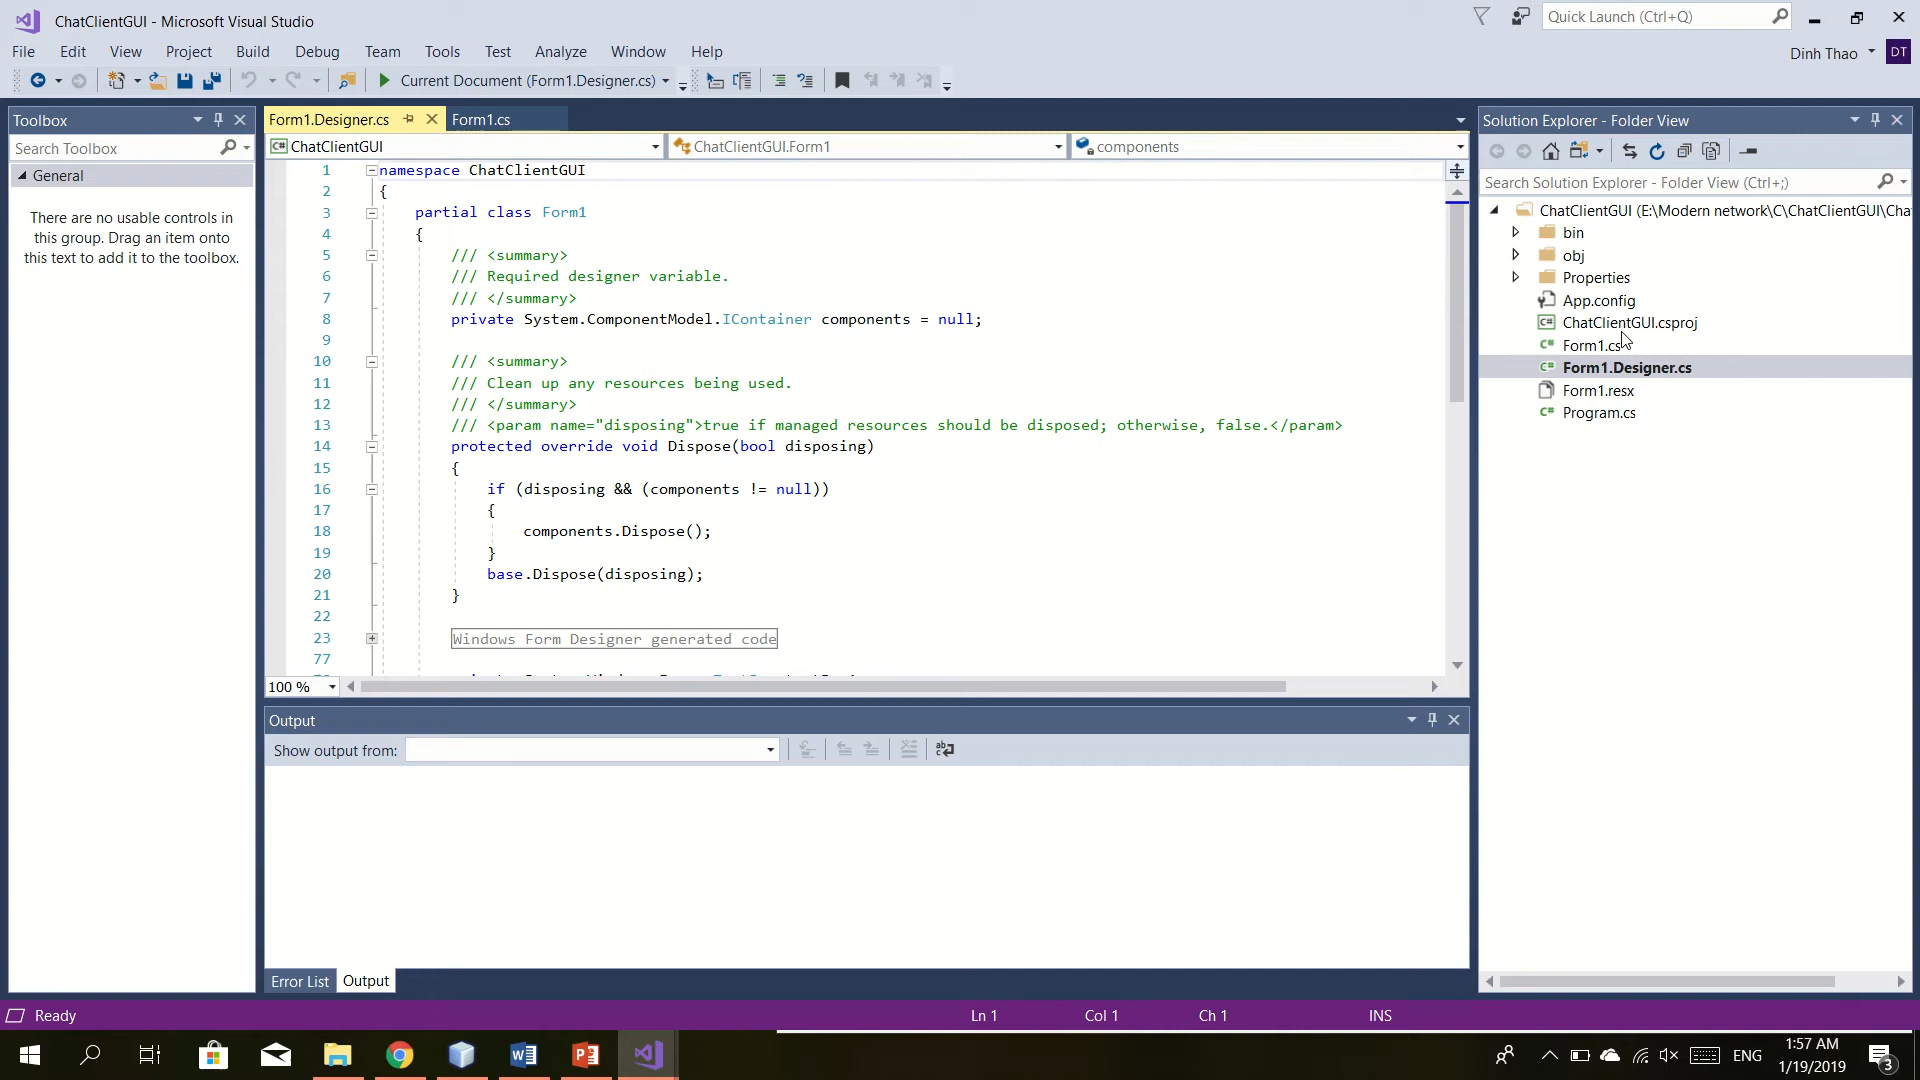 ChatClientGUI - Microsoft Visual Studio
Quick Launch (Ctrl+Q)
File Edit View Project Build Debug Team Tools Test Analyze Window Help
Dinh Thao DT
Current Document (Form1.Designer.cs)
Toolbox
Search Toolbox
General
There are no usable controls in
this group. Drag an item onto
this text to add it to the toolbox.
Form1.Designer.cs Form1.cs
ChatClientGUI ChatClientGUI.Form1 components
1 namespace ChatClientGUI
2 {
3 partial class Form1
4 {
5 /// <summary>
6 /// Required designer variable.
7 /// </summary>
8 private System.ComponentModel.IContainer components = null;
9
10 /// <summary>
11 /// Clean up any resources being used.
12 /// </summary>
13 /// <param name="disposing">true if managed resources should be disposed; otherwise, false.</param>
14 protected override void Dispose(bool disposing)
15 {
16 if (disposing && (components != null))
17 {
18 components.Dispose();
19 }
20 base.Dispose(disposing);
21 }
22
23 Windows Form Designer generated code
77
100 %
Output
Show output from:
Error List Output
Solution Explorer - Folder View
Search Solution Explorer - Folder View (Ctrl+;)
ChatClientGUI (E:\Modern network\C\ChatClientGUI\Cha
bin
obj
Properties
App.config
ChatClientGUI.csproj
Form1.cs
Form1.Designer.cs
Form1.resx
Program.cs
Ready Ln 1 Col 1 Ch 1 INS
ENG
1:57 AM
1/19/2019
3